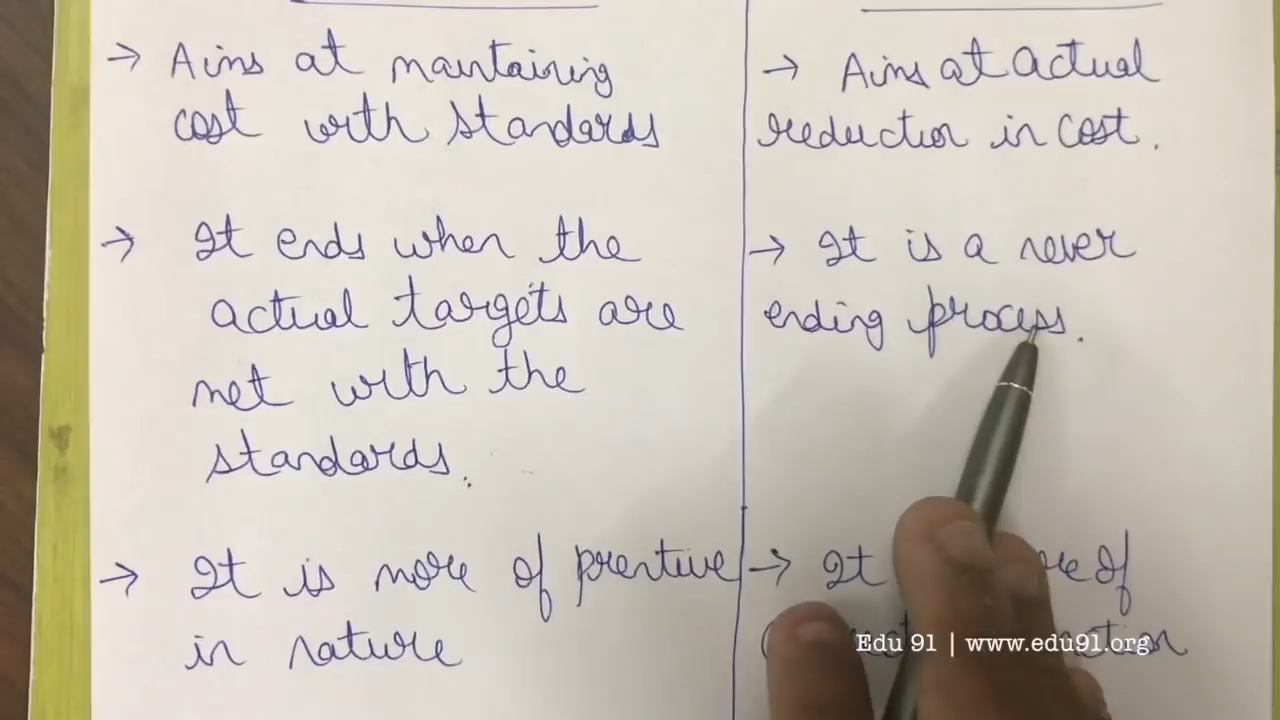 → Aims at maintaining
cost with standards
→ It ends when the
actual targets are
met with the
standards.
→ It is more of prentive
in nature
→ Aims at actual
reduction in cost.
→ It is a never
ending process.
→ It of
Edu 91 | www.edu91.org